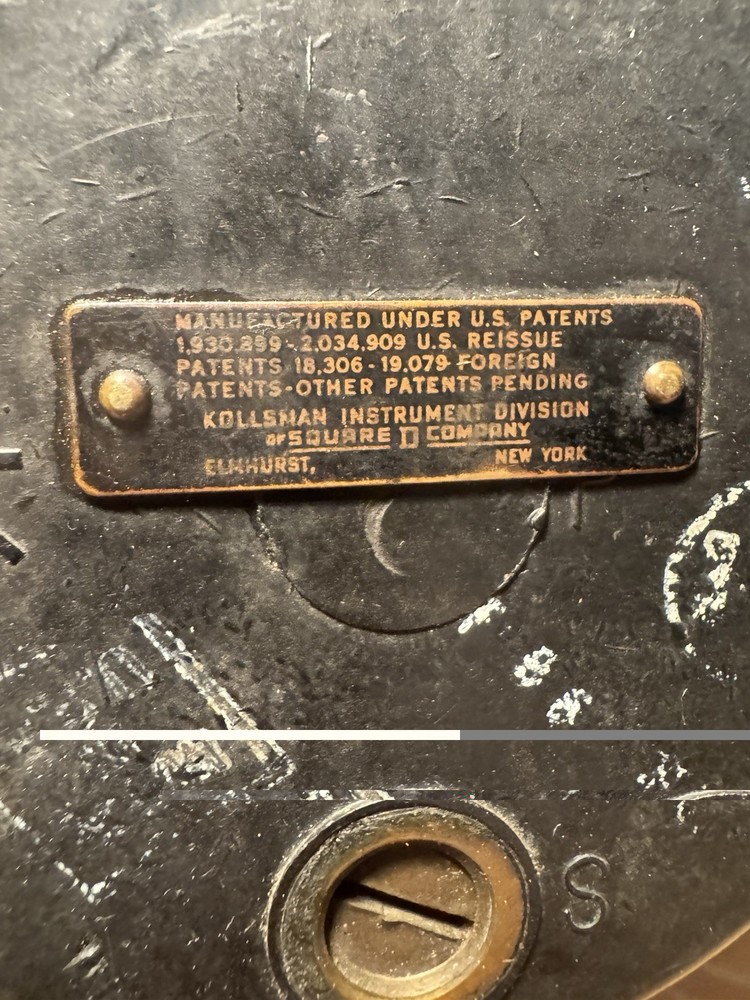 MANUFACTURED UNDER U.S. PATENTS
1,930,899-2,034,909 U.S. REISSUE
PATENTS 18,306-19,079 FOREIGN
PATENTS-OTHER PATENTS PENDING
KOLLSMAN INSTRUMENT DIVISION
OF SQUARE D COMPANY
ELMHURST, NEW YORK
S